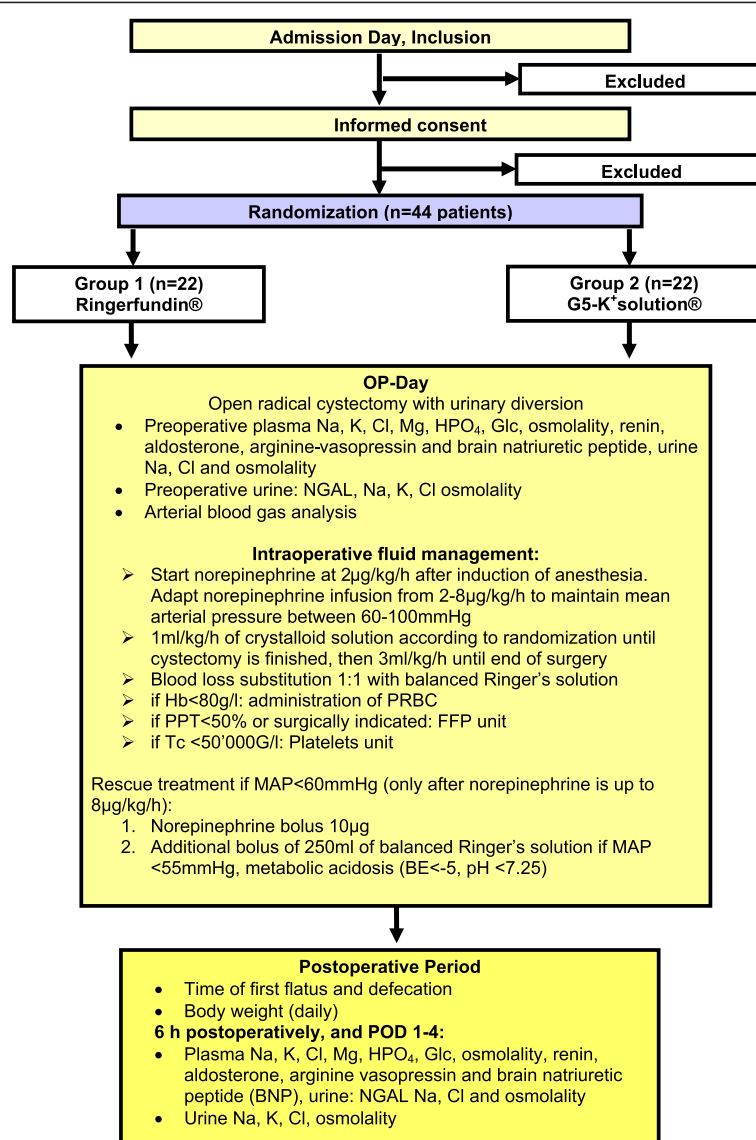 Admission Day, Inclusion
Excluded
Informed consent
Excluded
Randomization (n=44 patients)
Group 1 (n=22)
Ringerfundin®
Group 2 (n=22)
G5-K⁺solution®
OP-Day
Open radical cystectomy with urinary diversion
• Preoperative plasma Na, K, Cl, Mg, HPO₄, Glc, osmolality, renin,
aldosterone, arginine-vasopressin and brain natriuretic peptide, urine
Na, Cl and osmolality
• Preoperative urine: NGAL, Na, K, Cl osmolality
• Arterial blood gas analysis
Intraoperative fluid management:
➢ Start norepinephrine at 2µg/kg/h after induction of anesthesia.
Adapt norepinephrine infusion from 2-8µg/kg/h to maintain mean
arterial pressure between 60-100mmHg
➢ 1ml/kg/h of crystalloid solution according to randomization until
cystectomy is finished, then 3ml/kg/h until end of surgery
➢ Blood loss substitution 1:1 with balanced Ringer's solution
➢ if Hb<80g/l: administration of PRBC
➢ if PPT<50% or surgically indicated: FFP unit
➢ if Tc <50'000G/l: Platelets unit
Rescue treatment if MAP<60mmHg (only after norepinephrine is up to
8µg/kg/h):
1. Norepinephrine bolus 10µg
2. Additional bolus of 250ml of balanced Ringer's solution if MAP
<55mmHg, metabolic acidosis (BE<-5, pH <7.25)
Postoperative Period
• Time of first flatus and defecation
• Body weight (daily)
6 h postoperatively, and POD 1-4:
• Plasma Na, K, Cl, Mg, HPO₄, Glc, osmolality, renin,
aldosterone, arginine vasopressin and brain natriuretic
peptide (BNP), urine: NGAL Na, Cl and osmolality
• Urine Na, K, Cl, osmolality